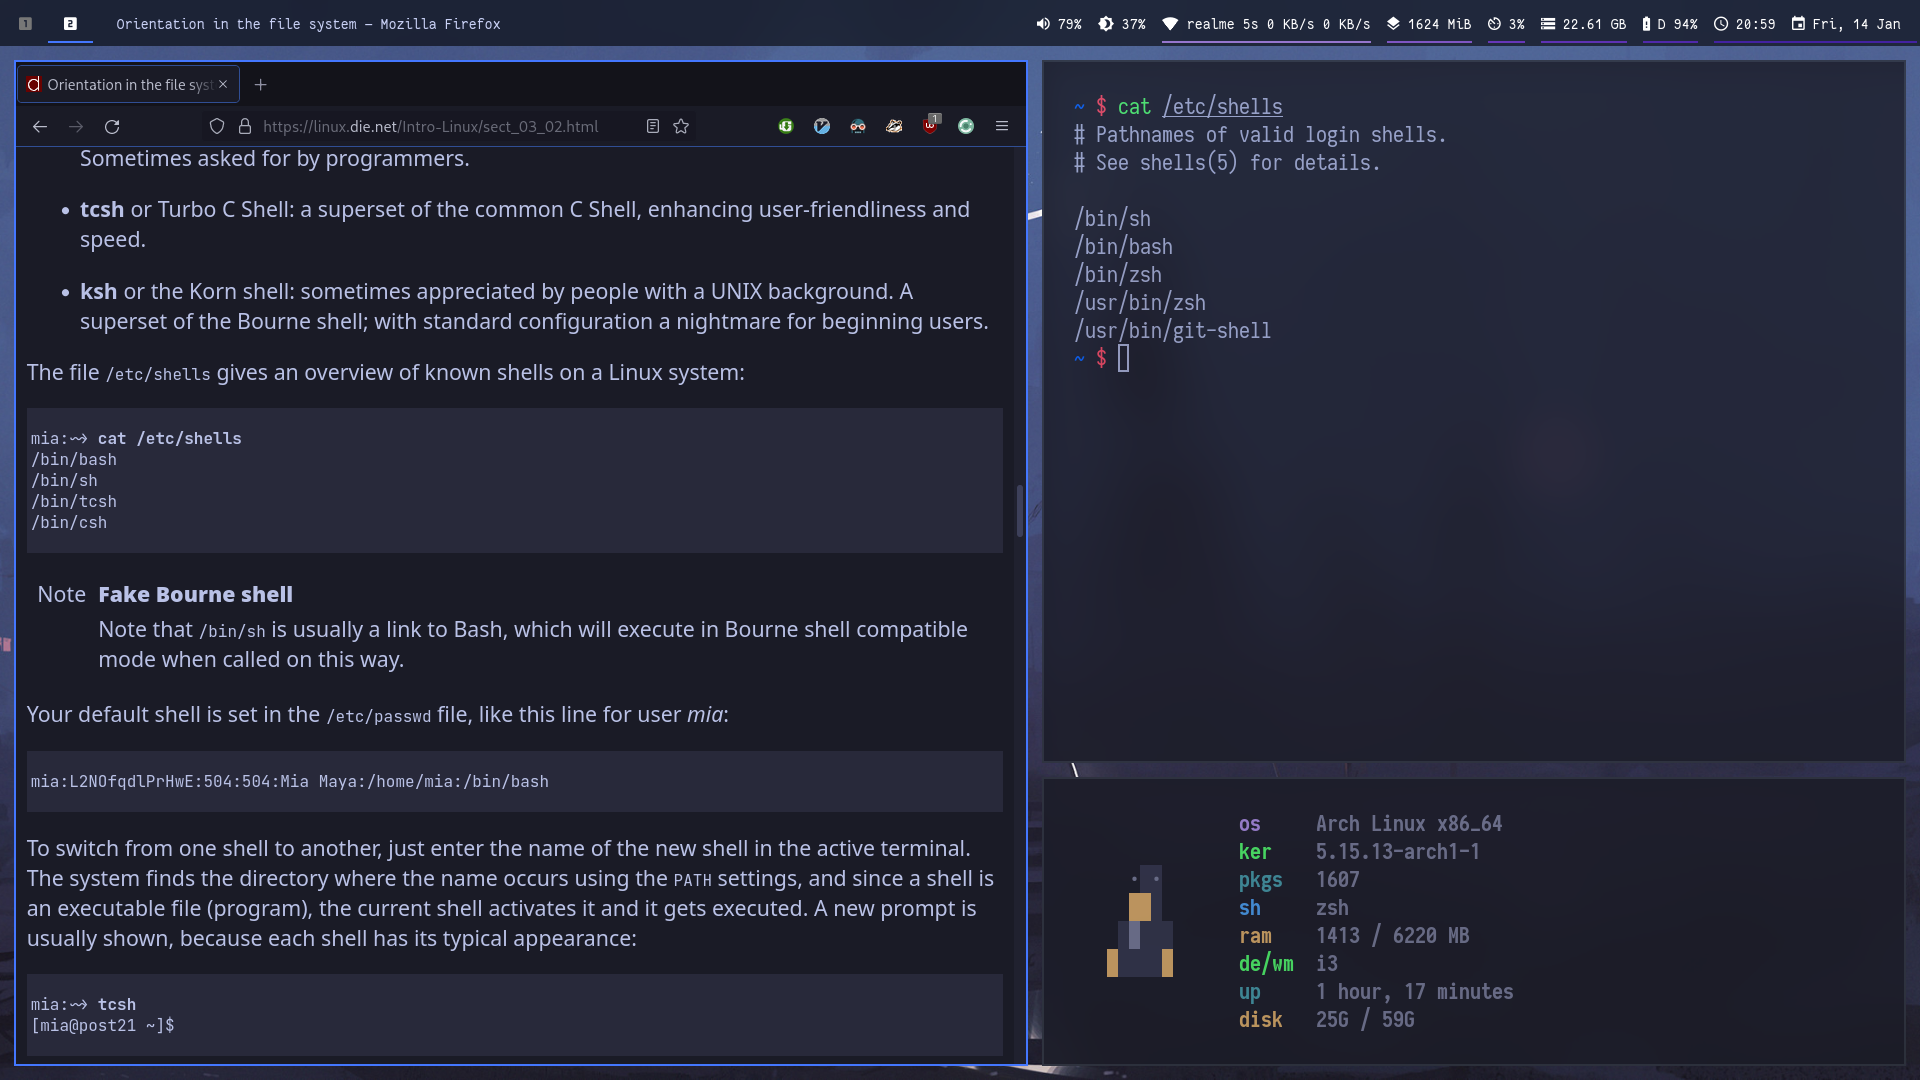 1
2
Orientation in the file system – Mozilla Firefox
79%
37%
realme 5s 0 KB/s 0 KB/s
1624 MiB
3%
22.61 GB
D 94%
20:59
Fri, 14 Jan
Orientation in the file syst
https://linux.die.net/Intro-Linux/sect_03_02.html
1
Sometimes asked for by programmers.
• tcsh or Turbo C Shell: a superset of the common C Shell, enhancing user-friendliness and
speed.
• ksh or the Korn shell: sometimes appreciated by people with a UNIX background. A
superset of the Bourne shell; with standard configuration a nightmare for beginning users.
The file /etc/shells gives an overview of known shells on a Linux system:
mia:~> cat /etc/shells
/bin/bash
/bin/sh
/bin/tcsh
/bin/csh
Note Fake Bourne shell
Note that /bin/sh is usually a link to Bash, which will execute in Bourne shell compatible
mode when called on this way.
Your default shell is set in the /etc/passwd file, like this line for user mia:
mia:L2NOfqdlPrHwE:504:504:Mia Maya:/home/mia:/bin/bash
To switch from one shell to another, just enter the name of the new shell in the active terminal.
The system finds the directory where the name occurs using the PATH settings, and since a shell is
an executable file (program), the current shell activates it and it gets executed. A new prompt is
usually shown, because each shell has its typical appearance:
mia:~> tcsh
[mia@post21 ~]$
~ $ cat /etc/shells
# Pathnames of valid login shells.
# See shells(5) for details.
/bin/sh
/bin/bash
/bin/zsh
/usr/bin/zsh
/usr/bin/git-shell
~ $
os Arch Linux x86_64
ker 5.15.13-arch1-1
pkgs 1607
sh zsh
ram 1413 / 6220 MB
de/wm i3
up 1 hour, 17 minutes
disk 25G / 59G